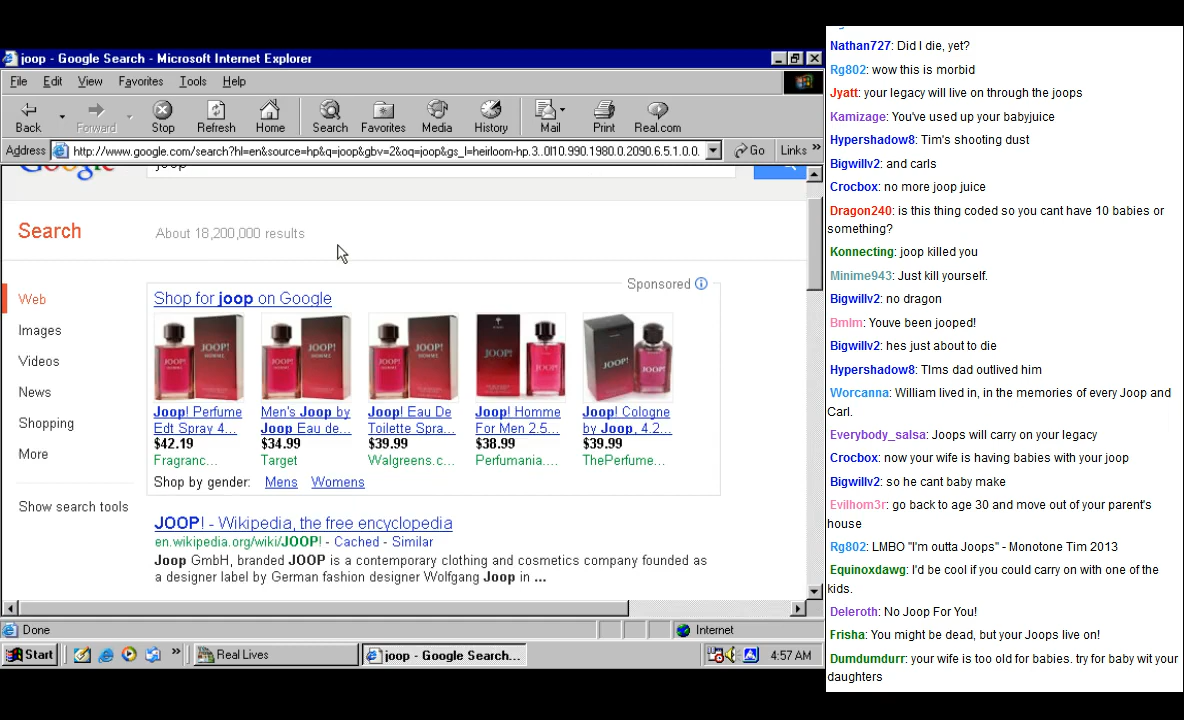 joop - Google Search - Microsoft Internet Explorer
File Edit View Favorites Tools Help
Back Forward Stop Refresh Home Search Favorites Media History Mail Print Real.com
Address http://www.google.com/search?hl=en&source=hp&q=joop&gbv=2&oq=joop&gs_l=heirloom-hp.3..0l10.990.1980.0.2090.6.5.1.0.0. Go Links »
Google joop
Search About 18,200,000 results
Web
Images
Videos
News
Shopping
More
Show search tools
Sponsored
Shop for joop on Google
Joop! Perfume
Edt Spray 4...
$42.19
Fragranc...
Men's Joop by
Joop Eau de...
$34.99
Target
Joop! Eau De
Toilette Spra...
$39.99
Walgreens.c...
Joop! Homme
For Men 2.5...
$38.99
Perfumania....
Joop! Cologne
by Joop, 4.2...
$39.99
ThePerfume...
Shop by gender: Mens Womens
JOOP! - Wikipedia, the free encyclopedia
en.wikipedia.org/wiki/JOOP! - Cached - Similar
Joop GmbH, branded JOOP is a contemporary clothing and cosmetics company founded as
a designer label by German fashion designer Wolfgang Joop in ...
Done Internet
Start » Real Lives joop - Google Search... 4:57 AM
Nathan727: Did I die, yet?
Rg802: wow this is morbid
Jyatt: your legacy will live on through the joops
Kamizage: You've used up your babyjuice
Hypershadow8: Tim's shooting dust
Bigwillv2: and carls
Crocbox: no more joop juice
Dragon240: is this thing coded so you cant have 10 babies or
something?
Konnecting: joop killed you
Minime943: Just kill yourself.
Bigwillv2: no dragon
Bmlm: Youve been jooped!
Bigwillv2: hes just about to die
Hypershadow8: TIms dad outlived him
Worcanna: William lived in, in the memories of every Joop and
Carl.
Everybody_salsa: Joops will carry on your legacy
Crocbox: now your wife is having babies with your joop
Bigwillv2: so he cant baby make
Evilhom3r: go back to age 30 and move out of your parent's
house
Rg802: LMBO "I'm outta Joops" - Monotone Tim 2013
Equinoxdawg: I'd be cool if you could carry on with one of the
kids.
Deleroth: No Joop For You!
Frisha: You might be dead, but your Joops live on!
Dumdumdurr: your wife is too old for babies. try for baby wit your
daughters